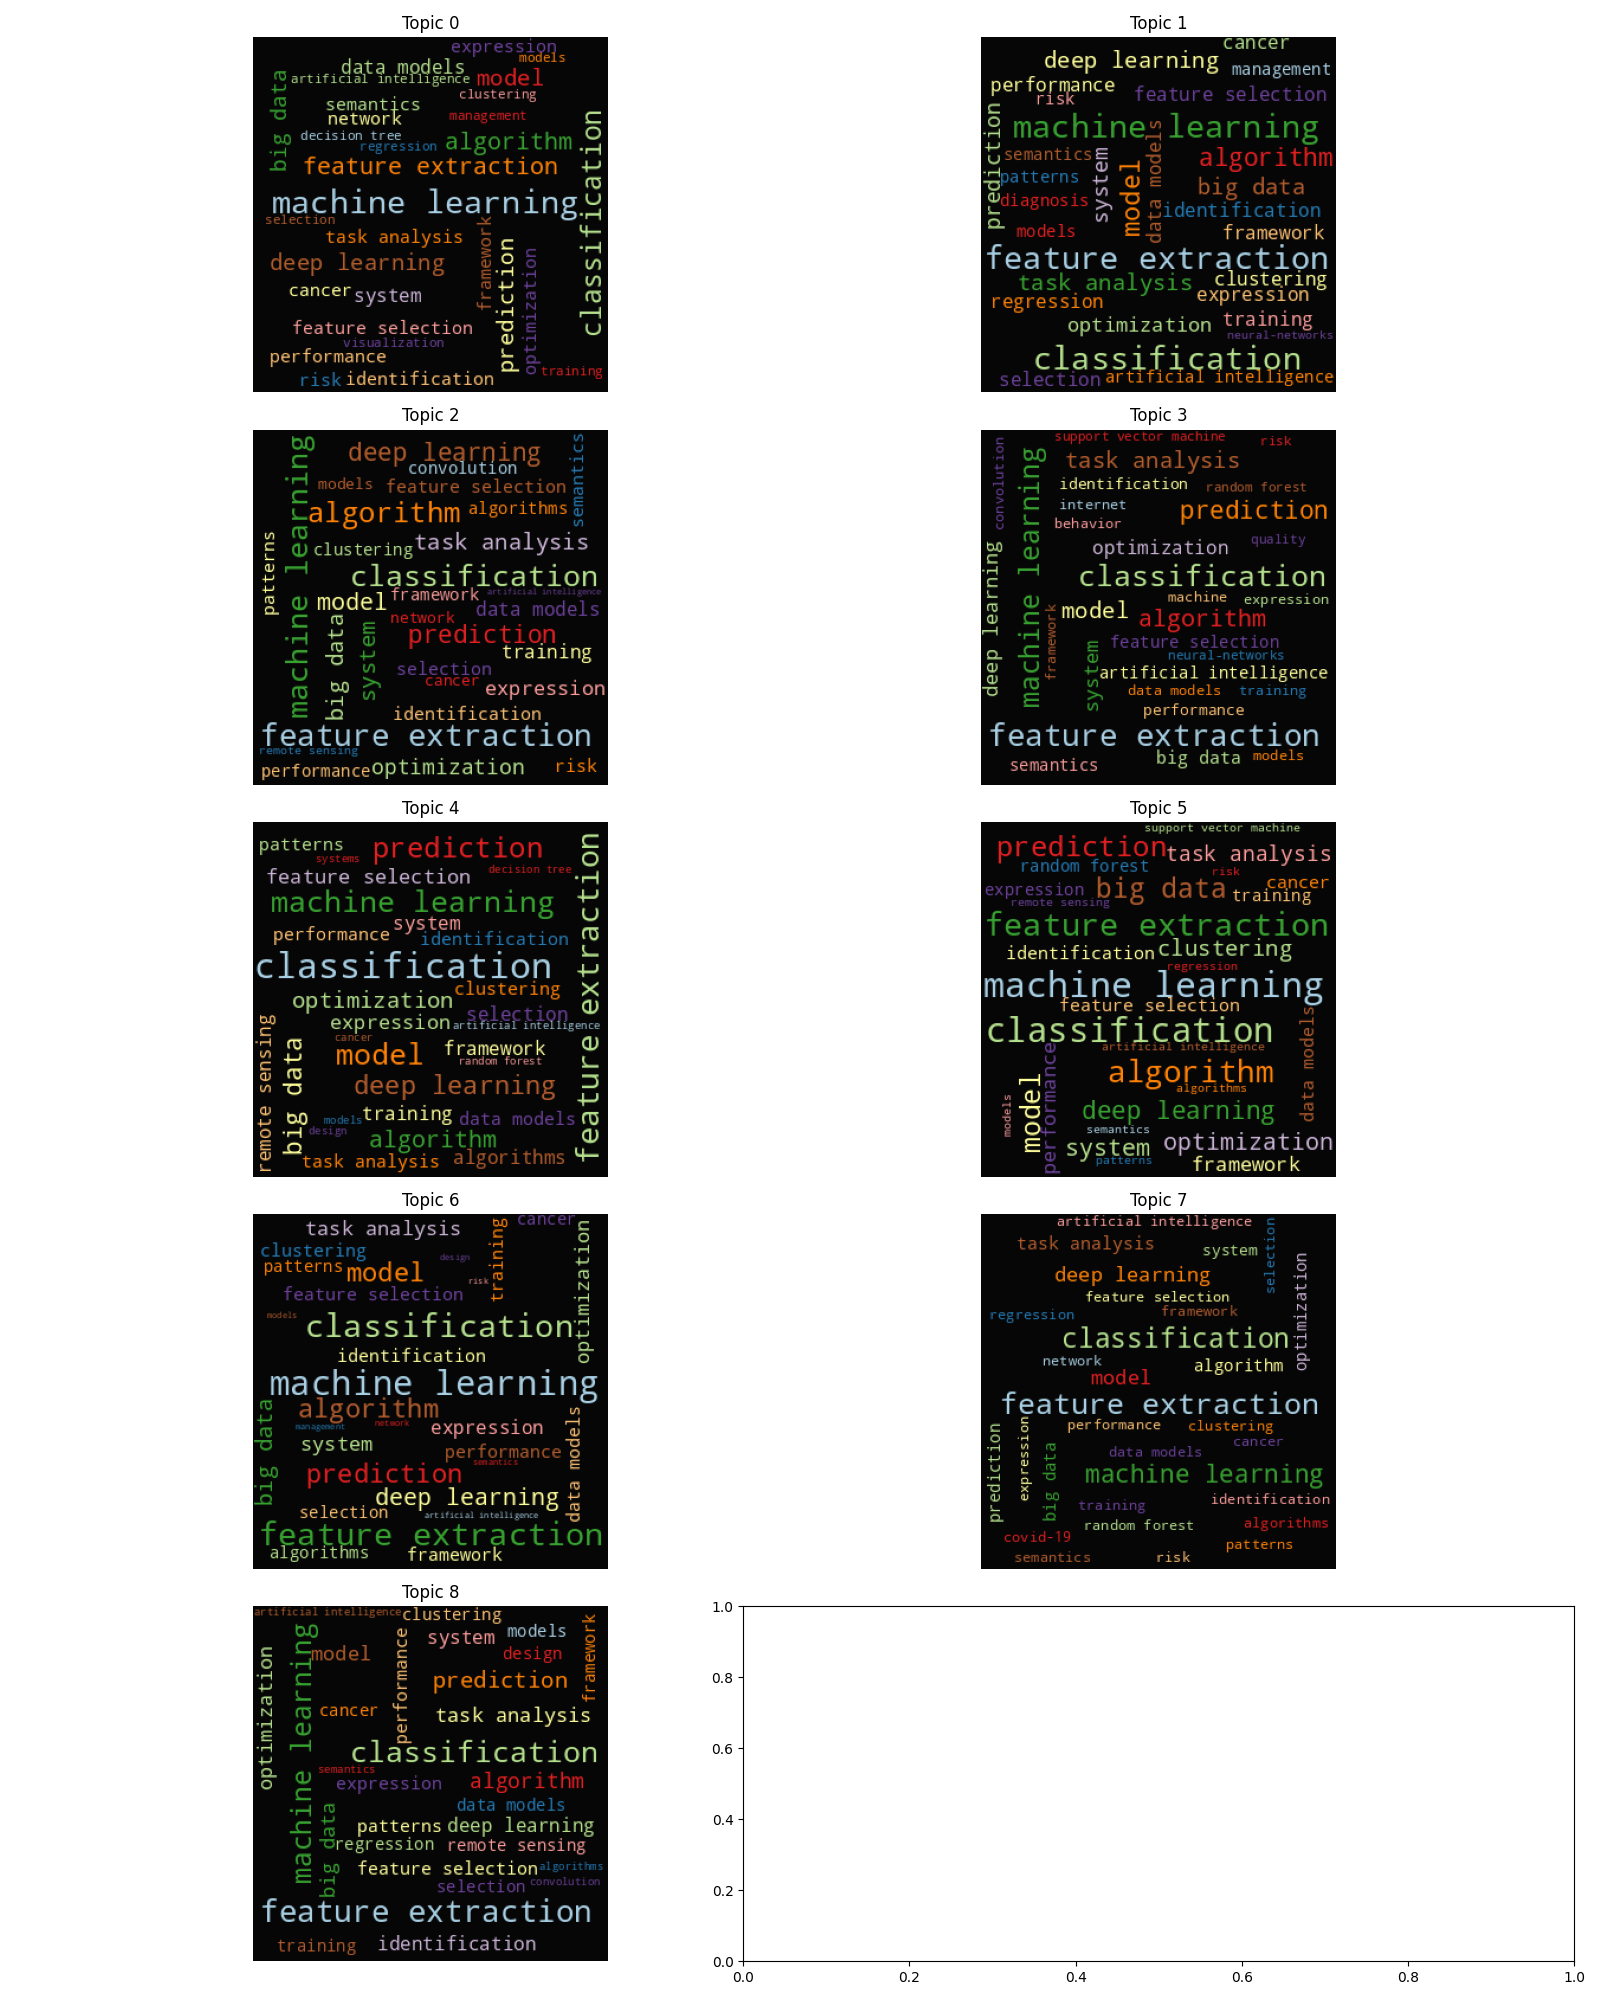 Topic 0
expression
models
data models
artificial intelligence
model
big data
clustering
semantics
network
management
decision tree
regression
algorithm
classification
feature extraction
machine learning
selection
task analysis
framework
prediction
optimization
deep learning
cancer
system
feature selection
visualization
performance
risk
identification
training
Topic 1
cancer
deep learning
management
performance
risk
feature selection
prediction
machine learning
semantics
system
model
data models
algorithm
patterns
big data
diagnosis
identification
models
framework
feature extraction
task analysis
clustering
regression
expression
optimization
training
neural-networks
classification
selection
artificial intelligence
Topic 2
machine learning
deep learning
semantics
convolution
models
feature selection
algorithm
algorithms
patterns
clustering
task analysis
classification
framework
artificial intelligence
model
data models
big data
system
network
prediction
training
selection
cancer
expression
identification
feature extraction
remote sensing
performance
optimization
risk
Topic 3
convolution
machine learning
support vector machine
risk
task analysis
identification
random forest
internet
prediction
behavior
optimization
quality
deep learning
classification
machine
expression
framework
model
algorithm
system
feature selection
neural-networks
artificial intelligence
data models
training
performance
feature extraction
big data
models
semantics
Topic 4
patterns
prediction
systems
feature extraction
feature selection
decision tree
machine learning
system
performance
identification
classification
clustering
optimization
selection
expression
artificial intelligence
remote sensing
big data
cancer
model
framework
random forest
deep learning
models
training
data models
design
algorithm
task analysis
algorithms
Topic 5
support vector machine
prediction
task analysis
random forest
risk
expression
big data
cancer
training
remote sensing
feature extraction
identification
clustering
regression
machine learning
feature selection
classification
data models
artificial intelligence
performance
algorithm
models
model
algorithms
deep learning
semantics
system
optimization
patterns
framework
Topic 6
task analysis
training
cancer
optimization
clustering
design
patterns
model
risk
feature selection
models
classification
identification
machine learning
big data
algorithm
data models
management
network
expression
system
performance
semantics
prediction
deep learning
selection
artificial intelligence
feature extraction
algorithms
framework
Topic 7
artificial intelligence
selection
task analysis
system
optimization
deep learning
feature selection
regression
framework
classification
network
algorithm
model
feature extraction
prediction
expression
performance
clustering
big data
cancer
data models
machine learning
identification
training
random forest
algorithms
covid-19
patterns
semantics
risk
Topic 8
artificial intelligence
clustering
framework
machine learning
performance
system
models
optimization
model
design
prediction
cancer
task analysis
classification
semantics
expression
algorithm
big data
data models
patterns
deep learning
regression
remote sensing
feature selection
algorithms
selection
convolution
feature extraction
training
identification
1.0
0.8
0.6
0.4
0.2
0.0
0.0 0.2 0.4 0.6 0.8 1.0